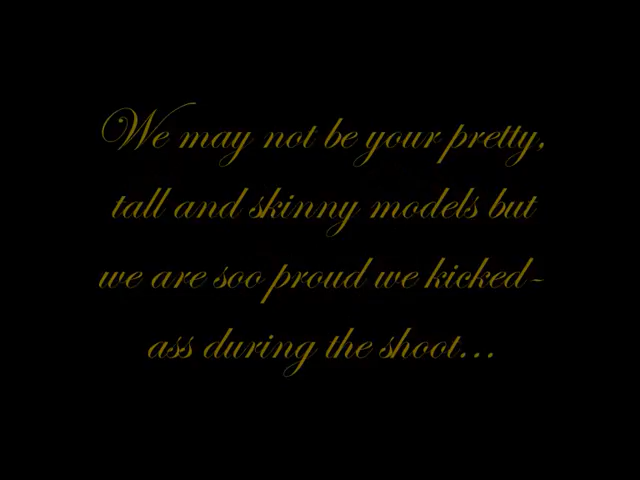 We may not be your pretty,
tall and skinny models but
we are soo proud we kicked-
ass during the shoot...